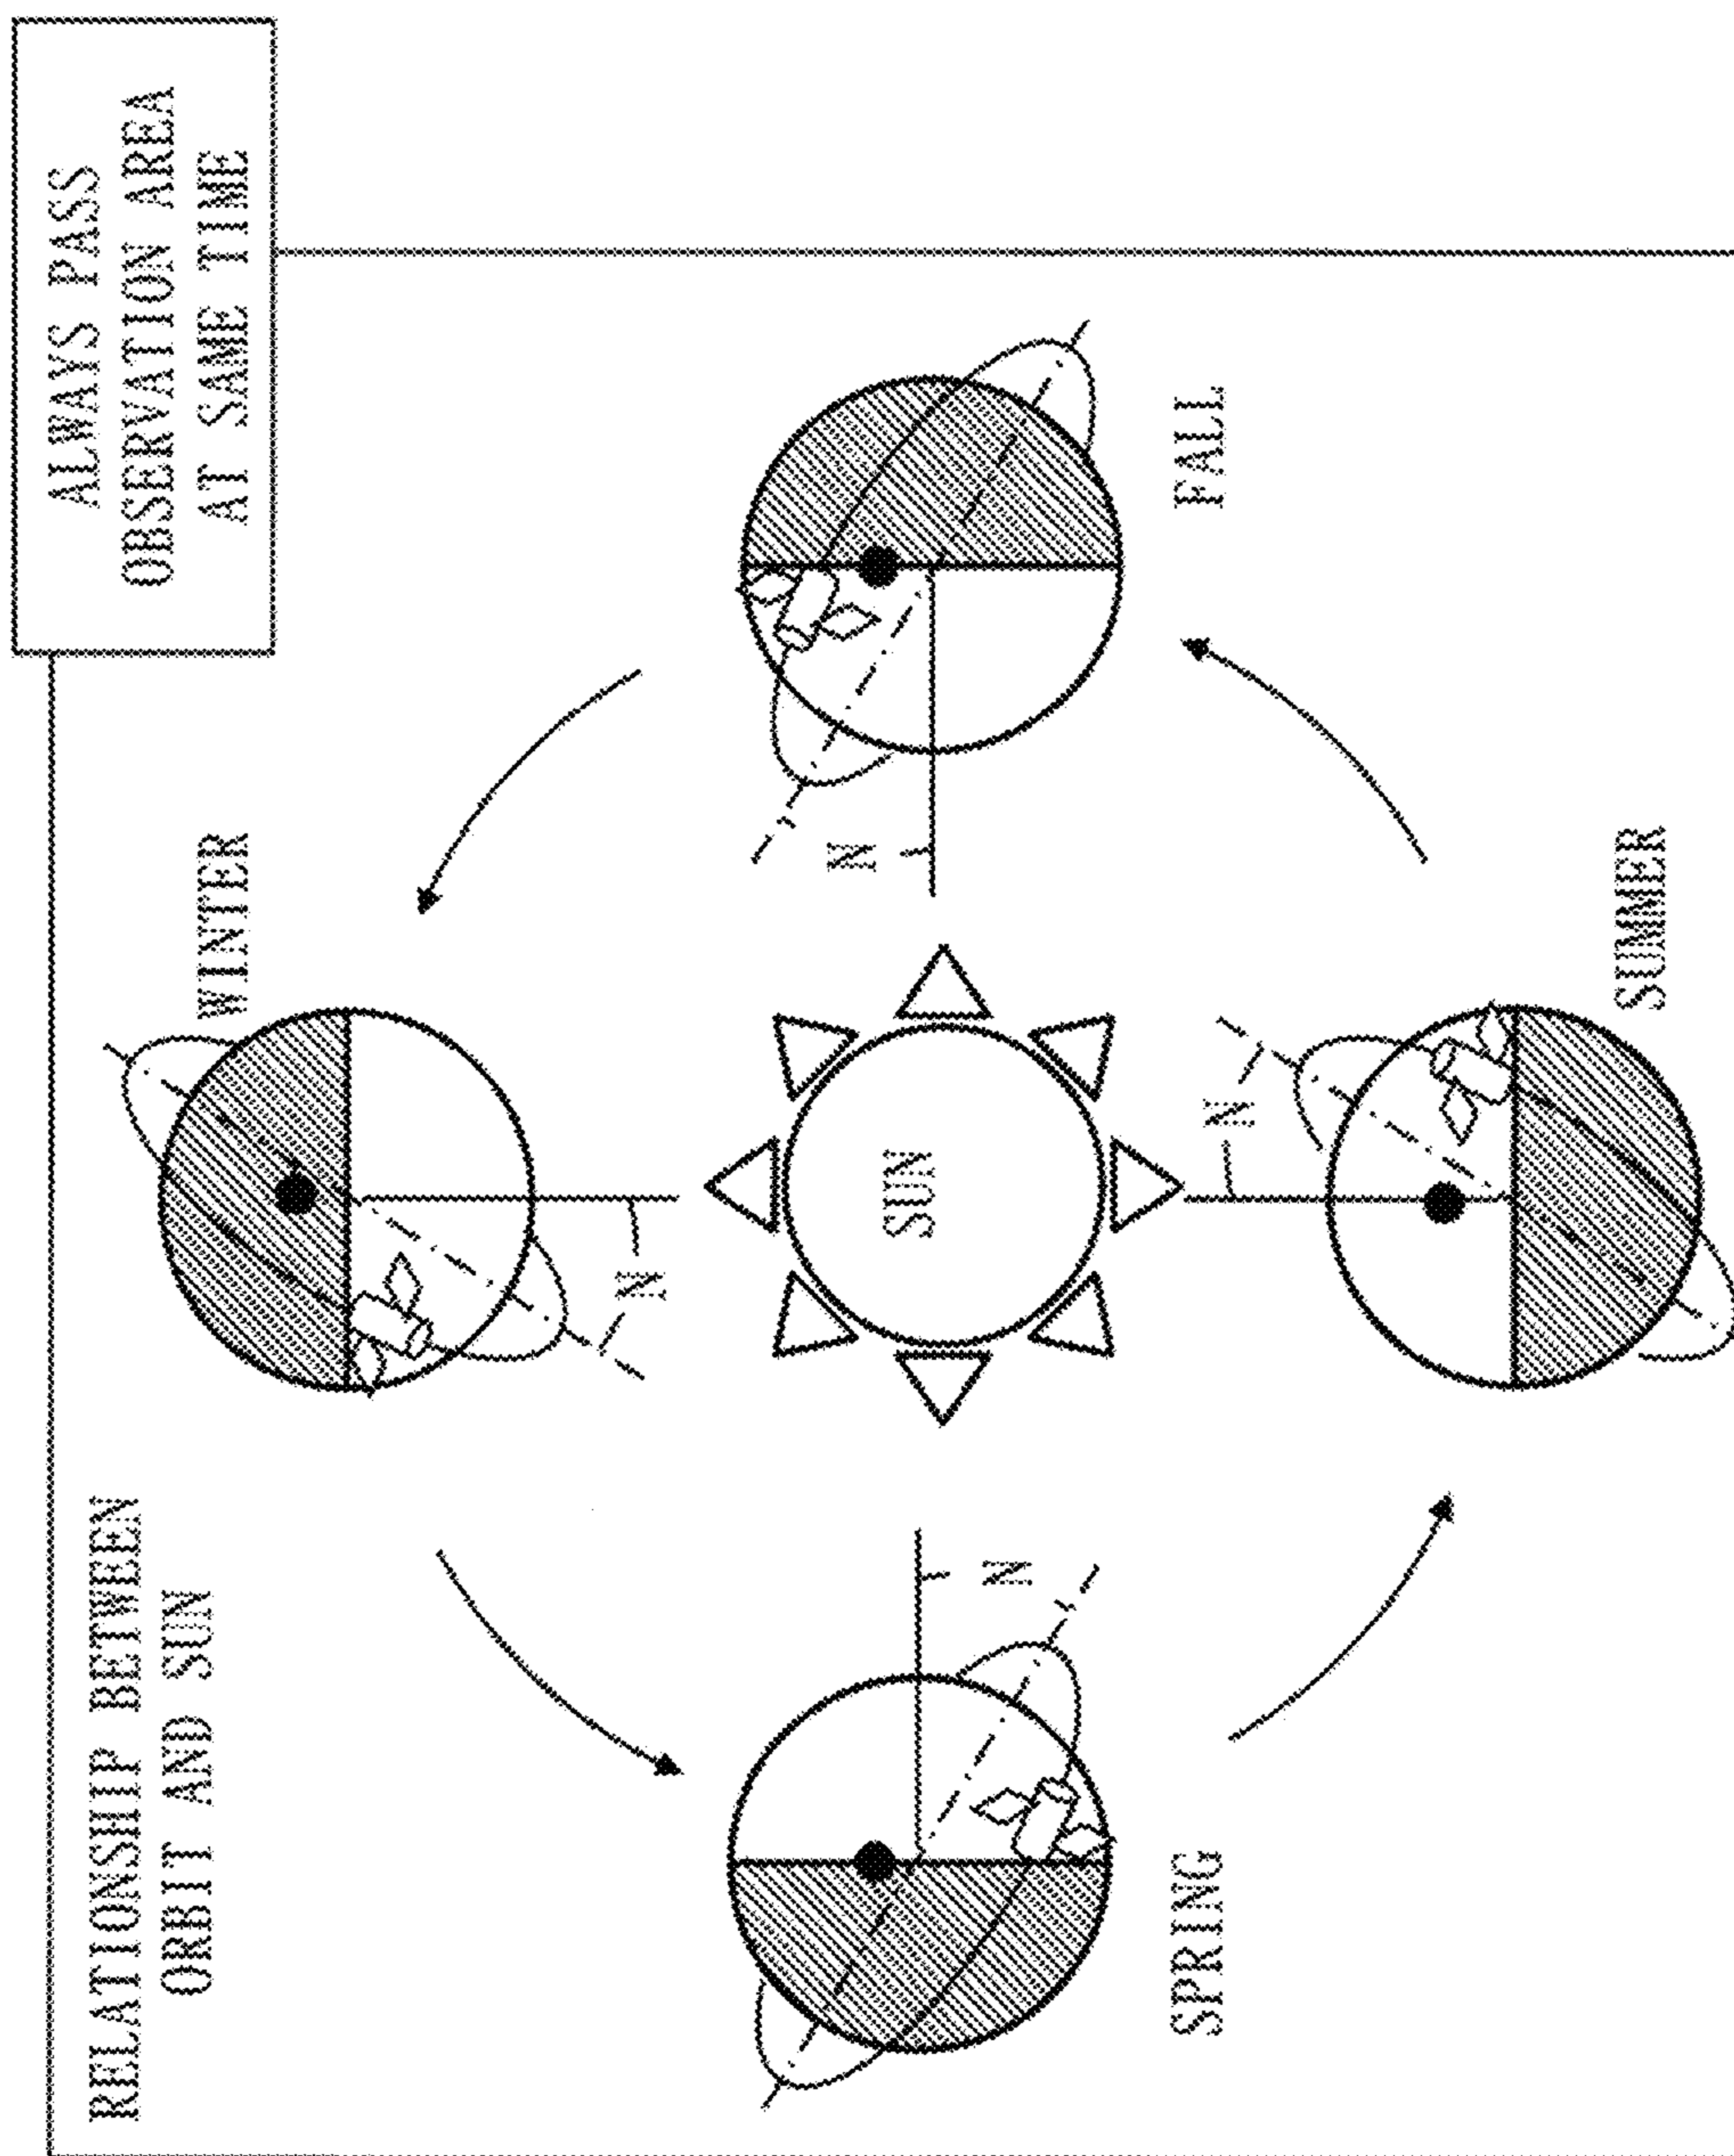 ALWAYS PASS
OBSERVATION AREA
AT SAME TIME
RELATIONSHIP BETWEEN
ORBIT AND SUN
WINTER
N
SPRING
N
SUN
N
FALL
N
SUMMER